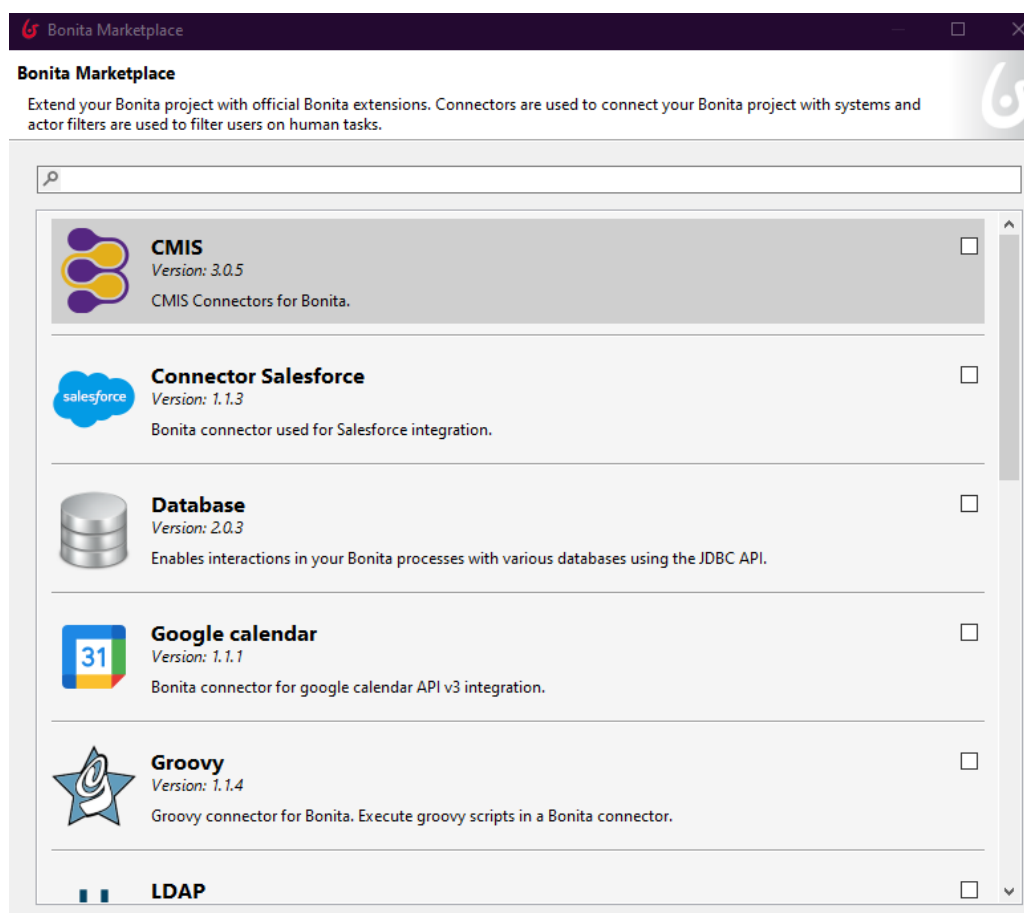 Bonita Marketplace
Bonita Marketplace
Extend your Bonita project with official Bonita extensions. Connectors are used to connect your Bonita project with systems and
actor filters are used to filter users on human tasks.
CMIS
Version: 3.0.5
CMIS Connectors for Bonita.
salesforce
Connector Salesforce
Version: 1.1.3
Bonita connector used for Salesforce integration.
Database
Version: 2.0.3
Enables interactions in your Bonita processes with various databases using the JDBC API.
31
Google calendar
Version: 1.1.1
Bonita connector for google calendar API v3 integration.
Groovy
Version: 1.1.4
Groovy connector for Bonita. Execute groovy scripts in a Bonita connector.
LDAP